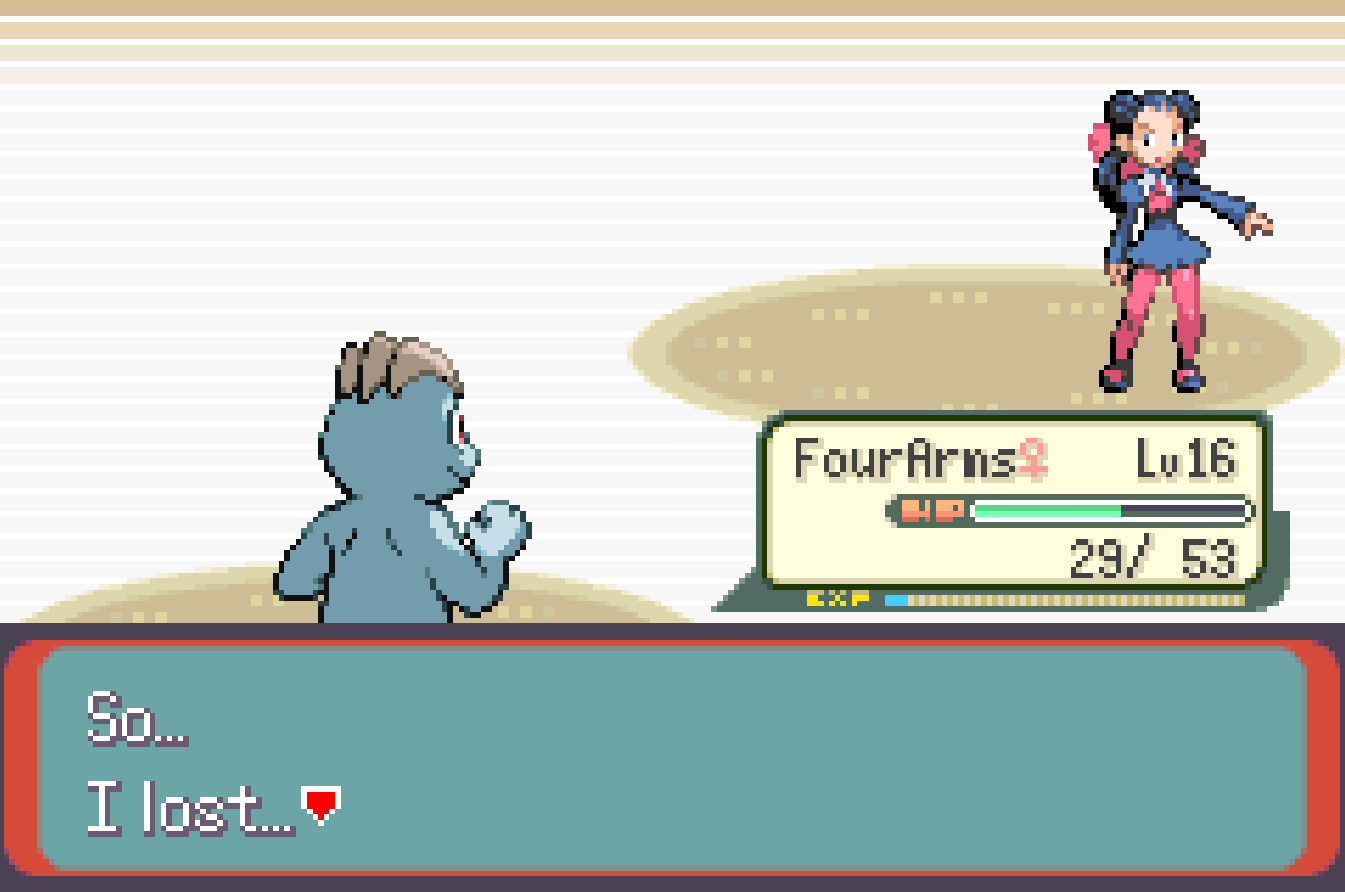 FourArms♀ Lv16
HP
29/ 53
EXP
So…
I lost…